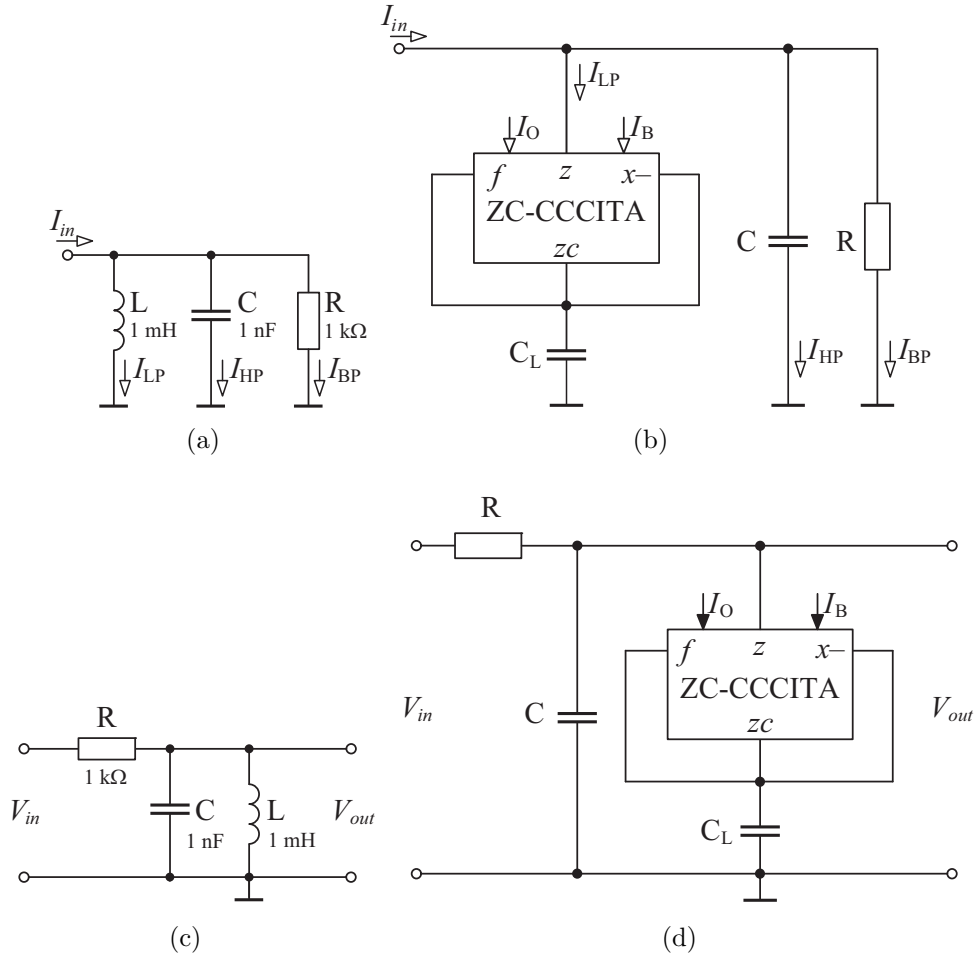 I_in
L
1 mH
C
1 nF
R
1 kΩ
I_LP
I_HP
I_BP
(a)
I_in
I_LP
I_O
I_B
f
z
x–
ZC-CCCITA
zc
C
R
C_L
I_HP
I_BP
(b)
R
1 kΩ
V_in
C
1 nF
L
1 mH
V_out
(c)
R
I_O
I_B
f
z
x–
ZC-CCCITA
zc
V_in
C
V_out
C_L
(d)